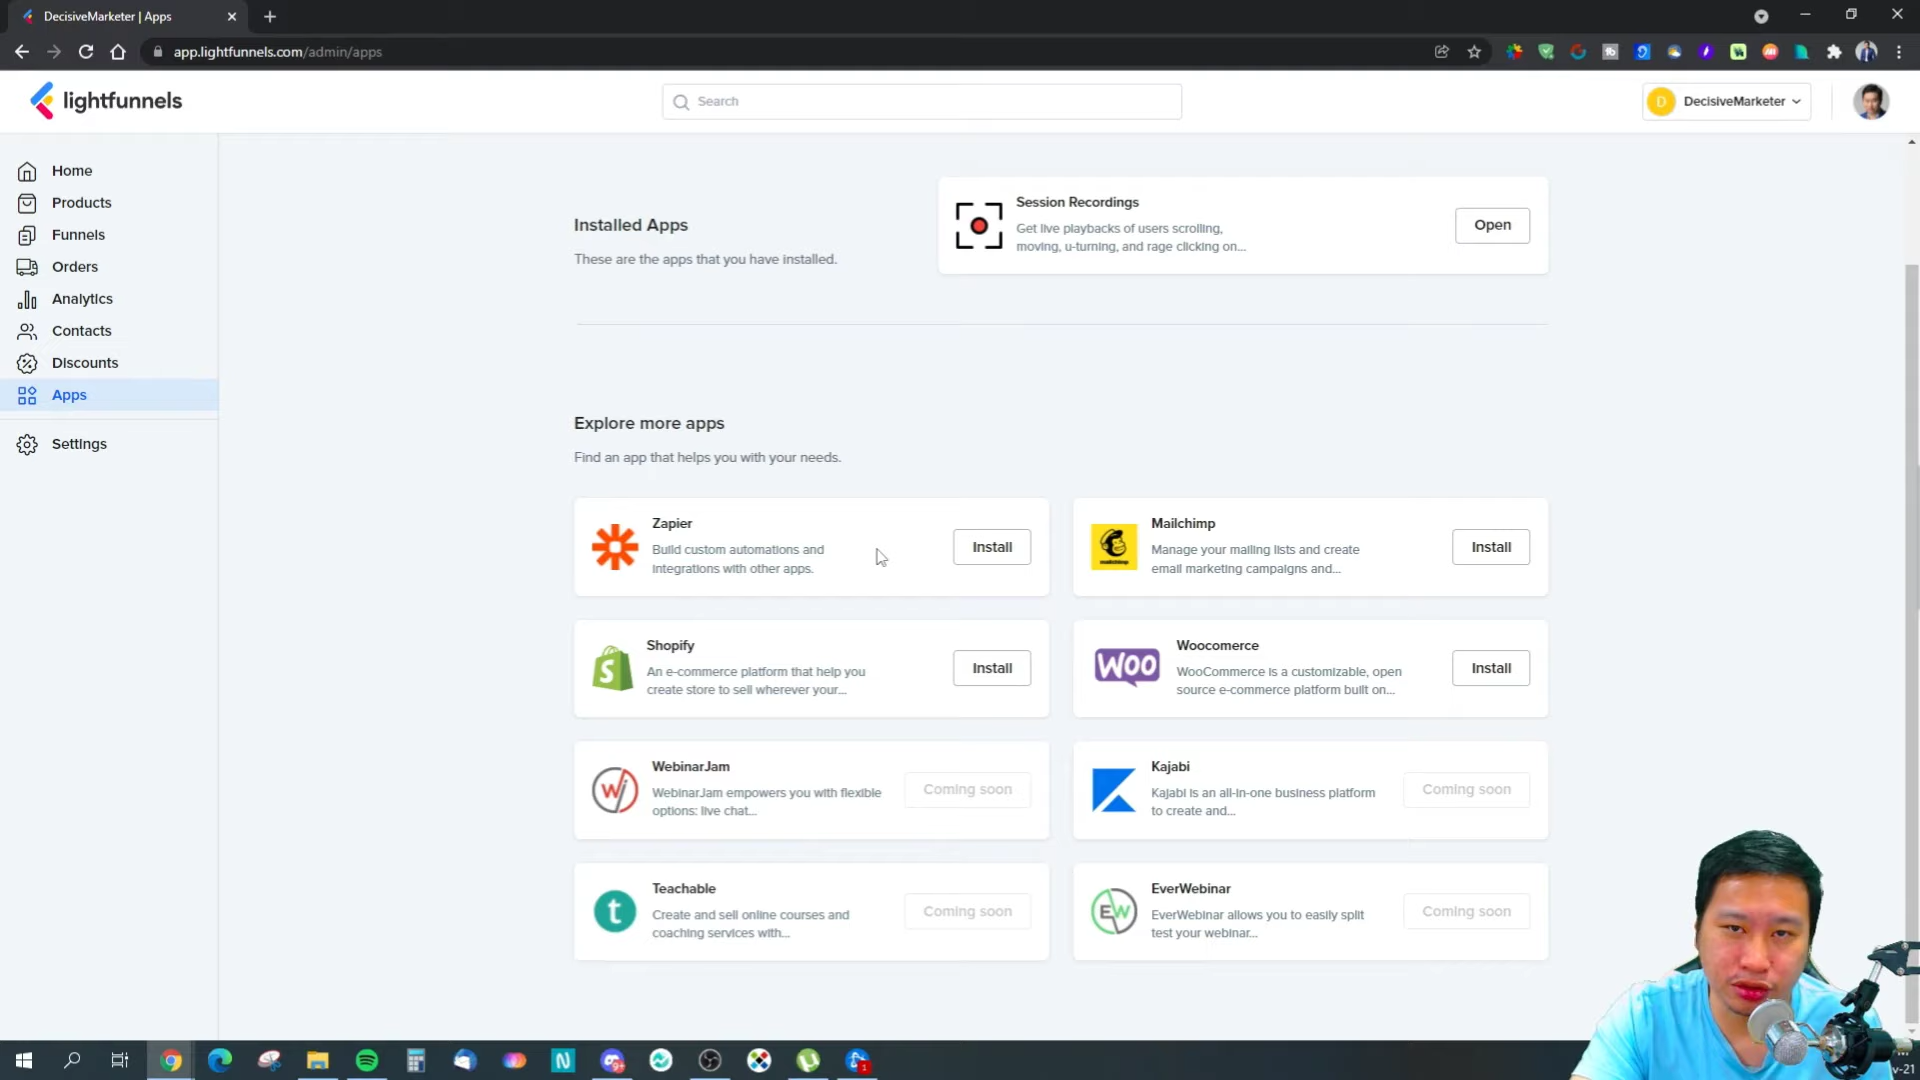 DecisiveMarketer | Apps
app.lightfunnels.com/admin/apps
lightfunnels
Search
D
DecisiveMarketer
Home
Products
Funnels
Orders
Analytics
Contacts
Discounts
Apps
Settings
Installed Apps
These are the apps that you have installed.
Session Recordings
Get live playbacks of users scrolling,
moving, u-turning, and rage clicking on...
Open
Explore more apps
Find an app that helps you with your needs.
Zapier
Build custom automations and
integrations with other apps.
Install
mailchimp
Mailchimp
Manage your mailing lists and create
email marketing campaigns and...
Install
S
Shopify
An e-commerce platform that help you
create store to sell wherever your...
Install
WOO
Woocomerce
WooCommerce is a customizable, open
source e-commerce platform built on...
Install
WebinarJam
WebinarJam empowers you with flexible
options: live chat...
Coming soon
Kajabi
Kajabi is an all-in-one business platform
to create and...
Coming soon
t
Teachable
Create and sell online courses and
coaching services with...
Coming soon
EW
EverWebinar
EverWebinar allows you to easily split
test your webinar...
Coming soon